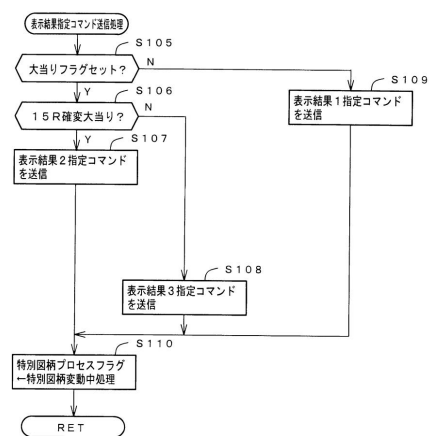 表示結果指定コマンド送信処理
S105
大当りフラグセット？
N
S109
Y
S106
15R確変大当り？
N
表示結果1指定コマンド
を送信
Y
S107
表示結果2指定コマンド
を送信
S108
表示結果3指定コマンド
を送信
S110
特別図柄プロセスフラグ
←特別図柄変動中処理
RET